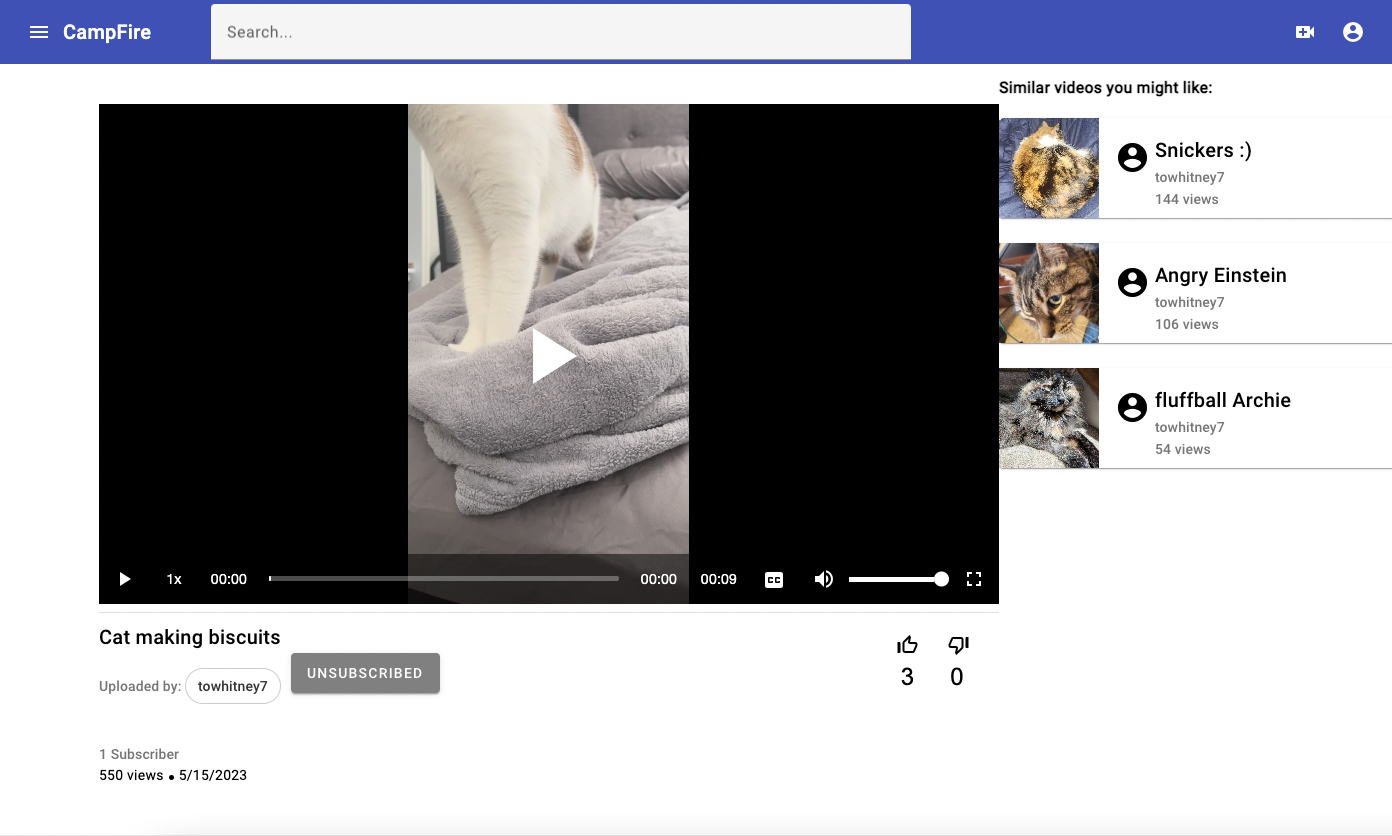 CampFire
Search...
Similar videos you might like:
Snickers :)
towhitney7
144 views
Angry Einstein
towhitney7
106 views
fluffball Archie
towhitney7
54 views
1x 00:00 00:00 00:09 CC
Cat making biscuits
3 0
Uploaded by: towhitney7 UNSUBSCRIBED
1 Subscriber
550 views • 5/15/2023